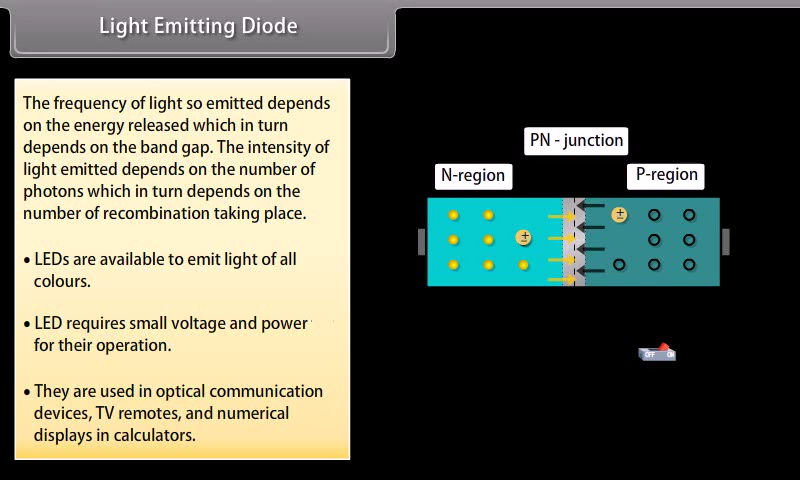 Light Emitting Diode
The frequency of light so emitted depends
on the energy released which in turn
depends on the band gap. The intensity of
light emitted depends on the number of
photons which in turn depends on the
number of recombination taking place.
• LEDs are available to emit light of all
colours.
• LED requires small voltage and power
for their operation.
• They are used in optical communication
devices, TV remotes, and numerical
displays in calculators.
PN - junction
N-region
P-region
±
±
OFF ON